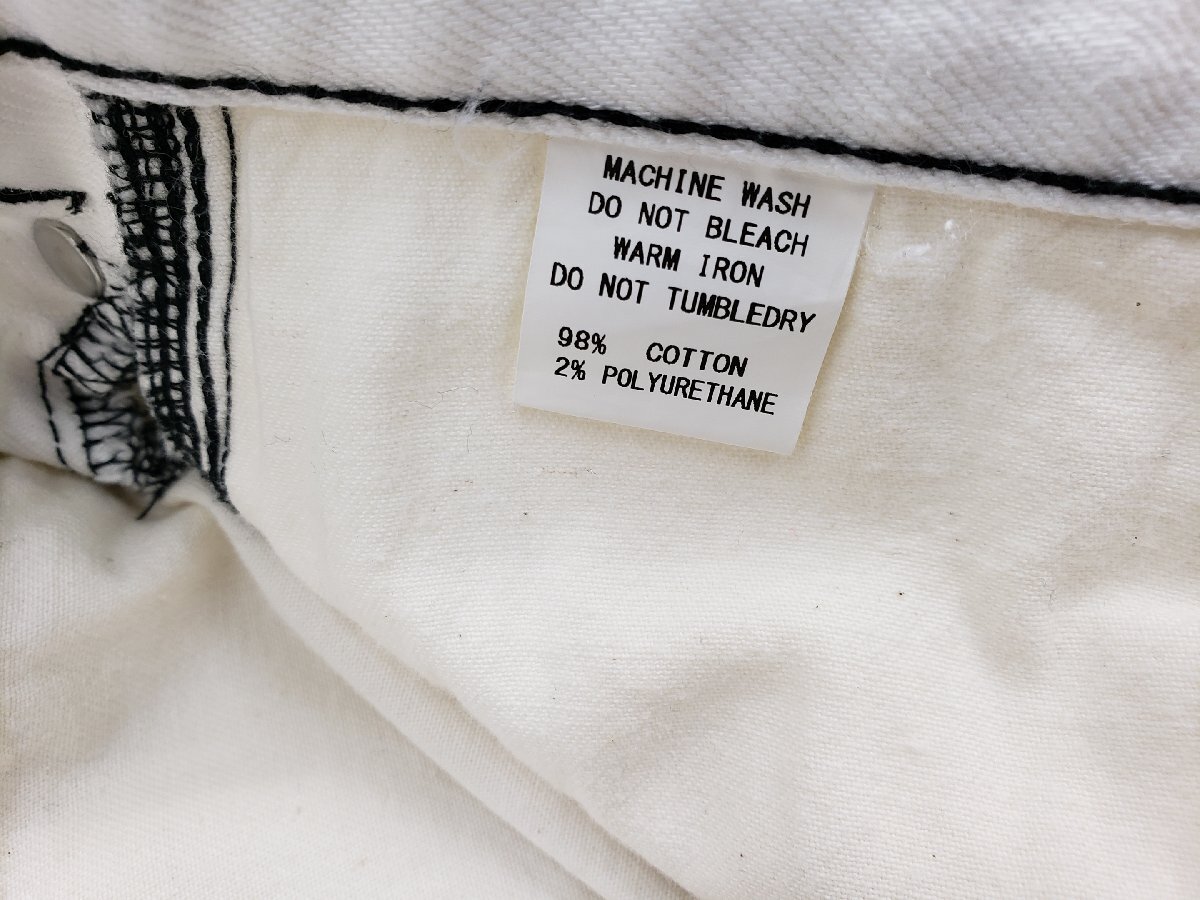 MACHINE WASH
DO NOT BLEACH
WARM IRON
DO NOT TUMBLEDRY
98% COTTON
2% POLYURETHANE